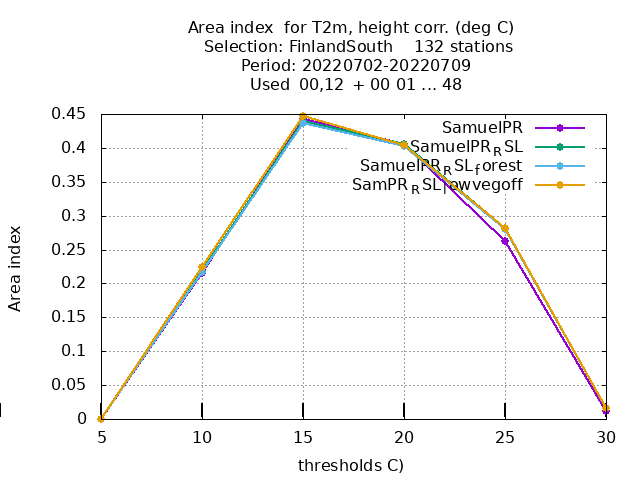 Area index for T2m, height corr. (deg C)
Selection: FinlandSouth 132 stations
Period: 20220702-20220709
Used 00,12 + 00 01 ... 48
SamuelPR
SamuelPR_RSL
SamuelPR_RSL_forest
SamPR_RSL_lowvegoff
Area index
0.45
0.4
0.35
0.3
0.25
0.2
0.15
0.1
0.05
0
5 10 15 20 25 30
thresholds C)